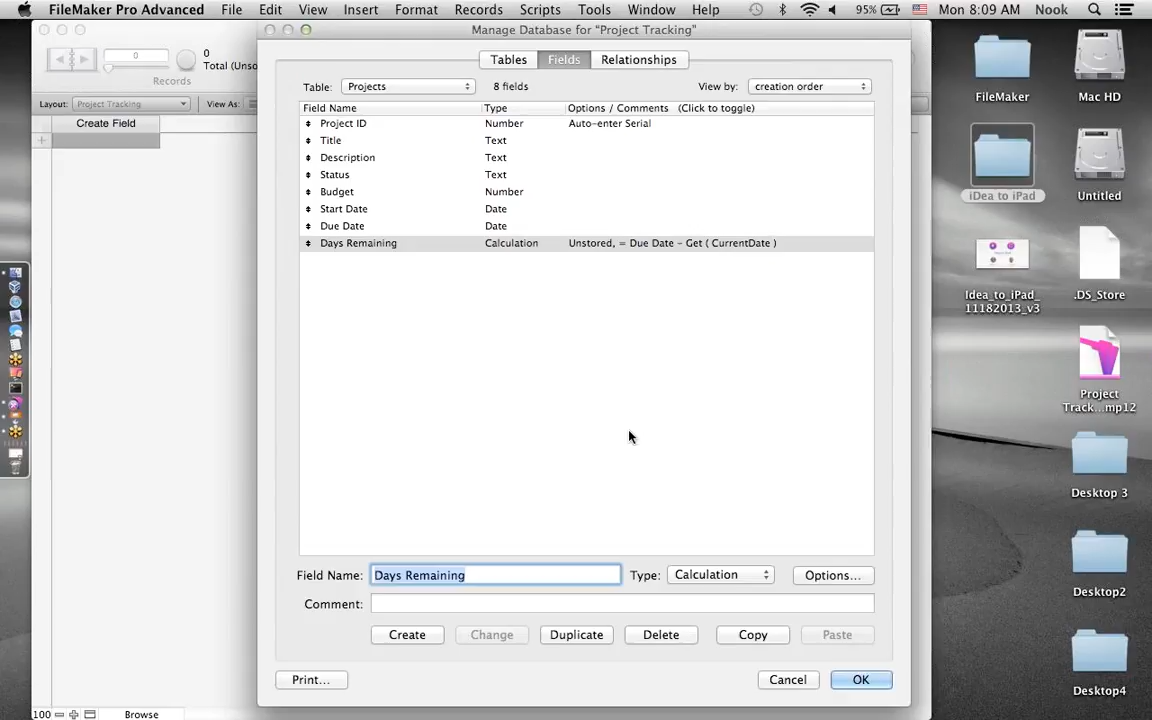 FileMaker Pro Advanced File Edit View Insert Format Records Scripts Tools Window Help 95% Mon 8:09 AM Nook
Manage Database for “Project Tracking”
0
0
Total (Unso
Records
Layout: Project Tracking View As:
Create Field
Tables Fields Relationships
Table: Projects 8 fields View by: creation order
Field Name Type Options / Comments (Click to toggle)
Project ID Number Auto-enter Serial
Title Text
Description Text
Status Text
Budget Number
Start Date Date
Due Date Date
Days Remaining Calculation Unstored, = Due Date – Get ( CurrentDate )
Field Name: Days Remaining Type: Calculation Options...
Comment:
Create Change Duplicate Delete Copy Paste
Print... Cancel OK
100 Browse
FileMaker
Mac HD
iDea to iPad
Untitled
Idea_to_iPad_
11182013_v3
.DS_Store
Project
Track...mp12
Desktop 3
Desktop2
Desktop4